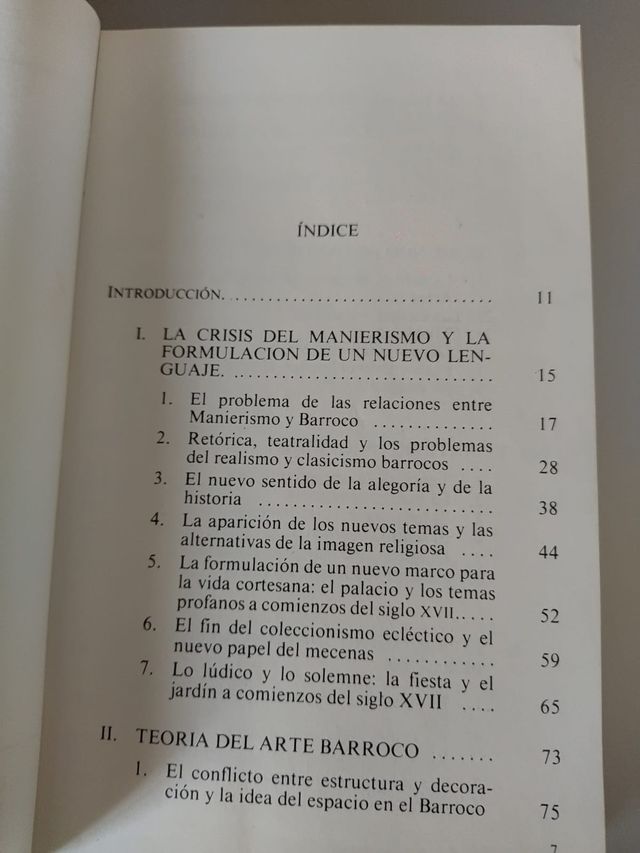 ÍNDICE
INTRODUCCIÓN. . . . . . . . . . . . . . . . . . . . . . . . . . . . . . . 11
I. LA CRISIS DEL MANIERISMO Y LA
FORMULACION DE UN NUEVO LEN-
GUAJE. . . . . . . . . . . . . . . . . . . . . . . . . . . . . . 15
1. El problema de las relaciones entre
Manierismo y Barroco . . . . . . . . . . . . . . 17
2. Retórica, teatralidad y los problemas
del realismo y clasicismo barrocos . . . . 28
3. El nuevo sentido de la alegoría y de la
historia . . . . . . . . . . . . . . . . . . . . . . . . . . . 38
4. La aparición de los nuevos temas y las
alternativas de la imagen religiosa . . . . 44
5. La formulación de un nuevo marco para
la vida cortesana: el palacio y los temas
profanos a comienzos del siglo XVII. . . . . 52
6. El fin del coleccionismo ecléctico y el
nuevo papel del mecenas . . . . . . . . . . . . 59
7. Lo lúdico y lo solemne: la fiesta y el
jardín a comienzos del siglo XVII . . . . 65
II. TEORIA DEL ARTE BARROCO . . . . . . . 73
1. El conflicto entre estructura y decora-
ción y la idea del espacio en el Barroco 75
7